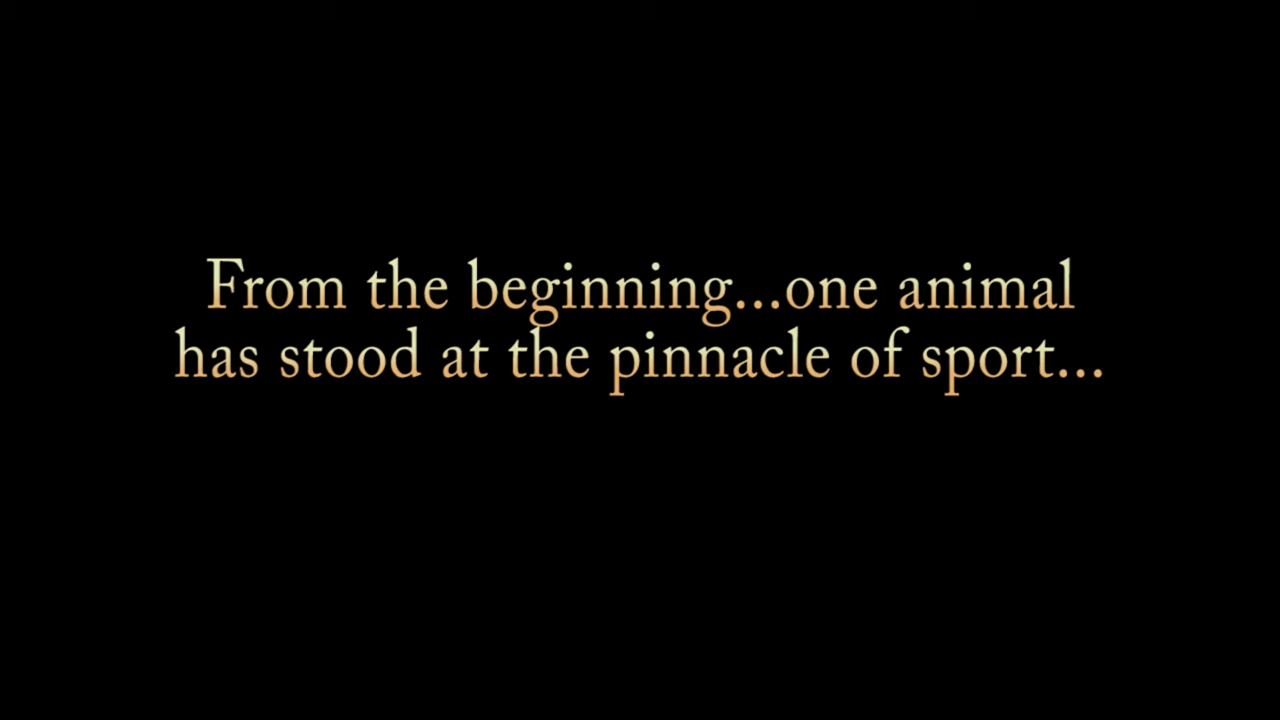 From the beginning...one animal
has stood at the pinnacle of sport...